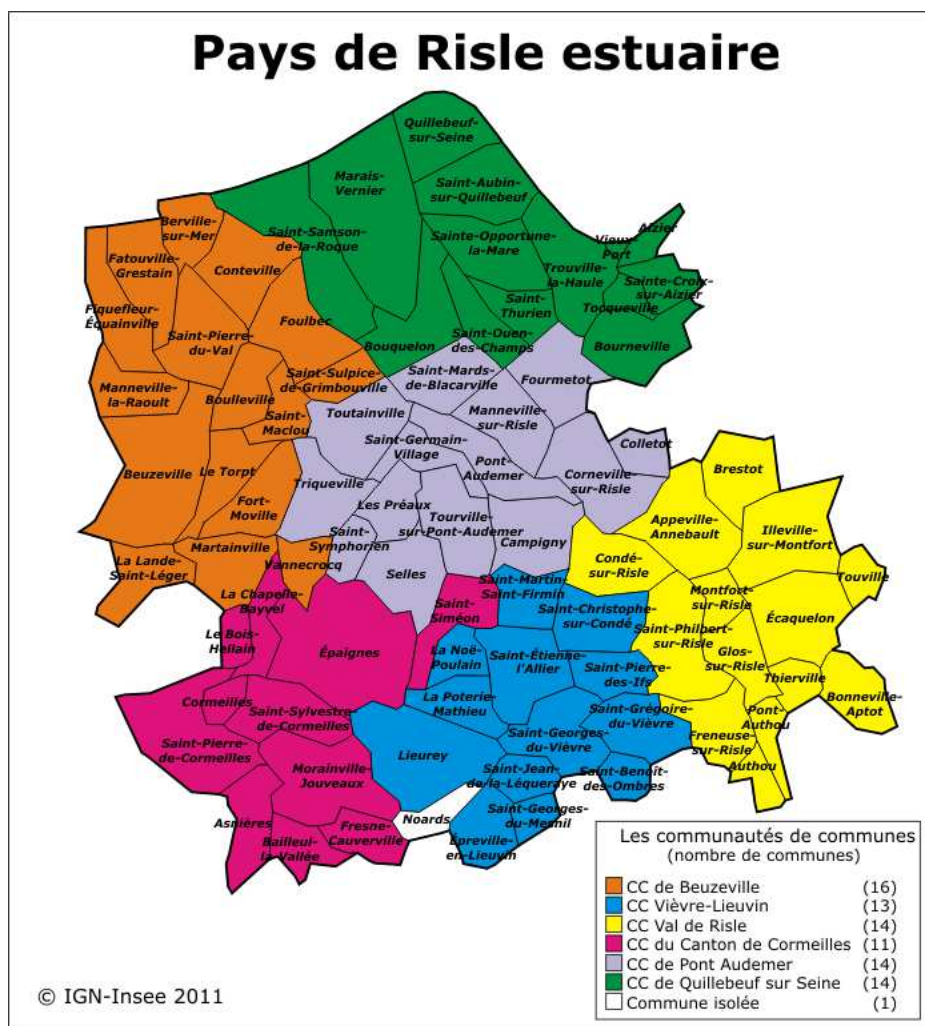 Pays de Risle estuaire
Quillebeuf-
sur-Seine
Marais-
Vernier
Saint-Aubin-
sur-Quillebeuf
Berville-
sur-Mer
Saint-Samson-
de-la-Roque
Sainte-Opportune-
la-Mare
Aizier
Vieux-
Port
Fatouville-
Grestain
Conteville
Trouville-
la-Haule
Sainte-Croix-
sur-Aizier
Tocqueville
Fiquefleur-
Équainville
Foulbec
Saint-
Thurien
Saint-Pierre-
du-Val
Saint-Ouen-
des-Champs
Bouquelon
Bourneville
Saint-Sulpice-
de-Grimbouville
Saint-Mards-
de-Blacarville
Fourmetot
Manneville-
la-Raoult
Boulleville
Saint-
Maclou
Toutainville
Manneville-
sur-Risle
Saint-Germain-
Village
Colletot
Beuzeville
Le Torpt
Pont-
Audemer
Corneville-
sur-Risle
Brestot
Triqueville
Fort-
Moville
Les Préaux
Tourville-
sur-Pont-Audemer
Appeville-
Annebault
Illeville-
sur-Montfort
Saint-
Symphorien
Campigny
Martainville
La Lande-
Saint-Léger
Vannecrocq
Selles
Condé-
sur-Risle
Touville
La Chapelle-
Bayvel
Saint-Martin-
Saint-Firmin
Montfort-
sur-Risle
Saint-
Siméon
Saint-Christophe-
sur-Condé
Écaquelon
Le Bois-
Hellain
Épaignes
La Noë-
Poulain
Saint-Étienne-
l'Allier
Saint-Philbert-
sur-Risle
Glos-
sur-Risle
Saint-Pierre-
des-Ifs
Thierville
Cormeilles
Saint-Sylvestre-
de-Cormeilles
La Poterie-
Mathieu
Saint-Grégoire-
du-Vièvre
Pont-
Authou
Bonneville-
Aptot
Saint-Pierre-
de-Cormeilles
Lieurey
Saint-Georges-
du-Vièvre
Freneuse-
sur-Risle
Authou
Morainville-
Jouveaux
Saint-Jean-
de-la-Léqueraye
Saint-Benoît-
des-Ombres
Asnières
Bailleul-
la-Vallée
Fresne-
Cauverville
Noards
Saint-Georges-
du-Mesnil
Épreville-
en-Lieuvin
Les communautés de communes
(nombre de communes)
CC de Beuzeville (16)
CC Vièvre-Lieuvin (13)
CC Val de Risle (14)
CC du Canton de Cormeilles (11)
CC de Pont Audemer (14)
CC de Quillebeuf sur Seine (14)
Commune isolée (1)
© IGN-Insee 2011